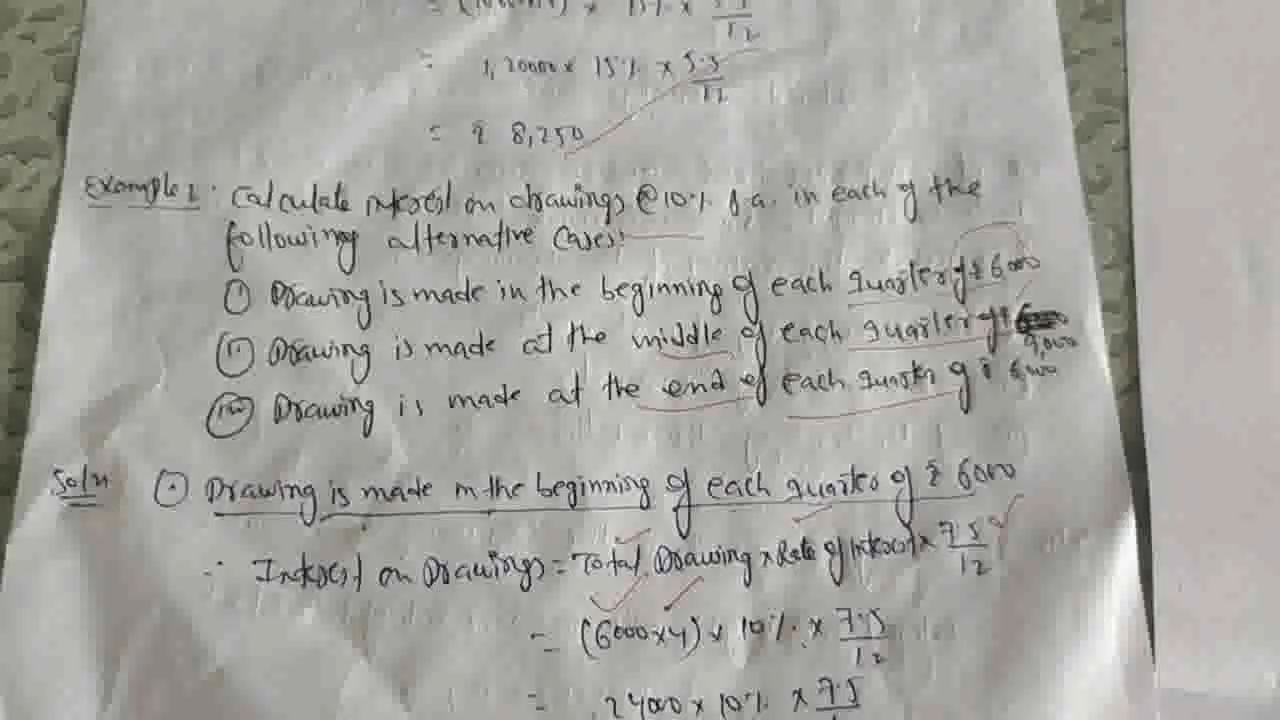 = 1,20000 × 15% × 5.5/12
= ₹ 8,250
Example : Calculate interest on drawings @ 10% p.a. in each of the
following alternative Cases:
(i) Drawing is made in the beginning of each quarter of ₹ 6000
(ii) Drawing is made at the middle of each quarter of ₹ 9,000
(iii) Drawing is made at the end of each quarter of ₹
Soln (i) Drawing is made in the beginning of each quarter of ₹ 6000
∴ Interest on Drawings = Total Drawing × Rate of interest × 7.5/12
= (6000×4) × 10% × 7.5/12
= 24000 × 10% × 7.5